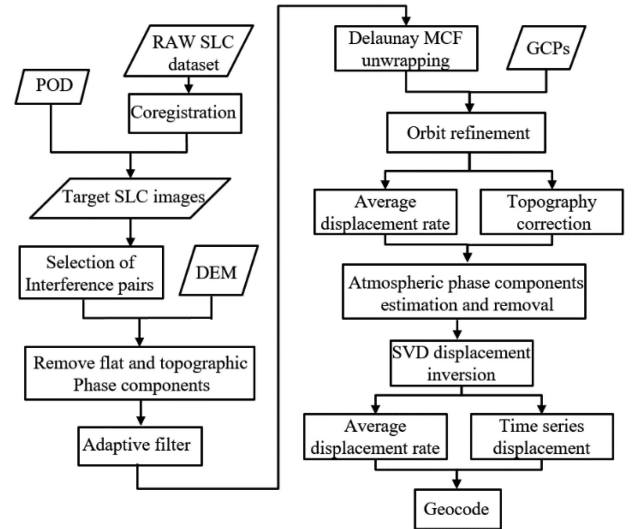 RAW SLC
dataset
POD
Coregistration
Target SLC images
Selection of
Interference pairs
DEM
Remove flat and topographic
Phase components
Adaptive filter
Delaunay MCF
unwrapping
GCPs
Orbit refinement
Average
displacement rate
Topography
correction
Atmospheric phase components
estimation and removal
SVD displacement
inversion
Average
displacement rate
Time series
displacement
Geocode